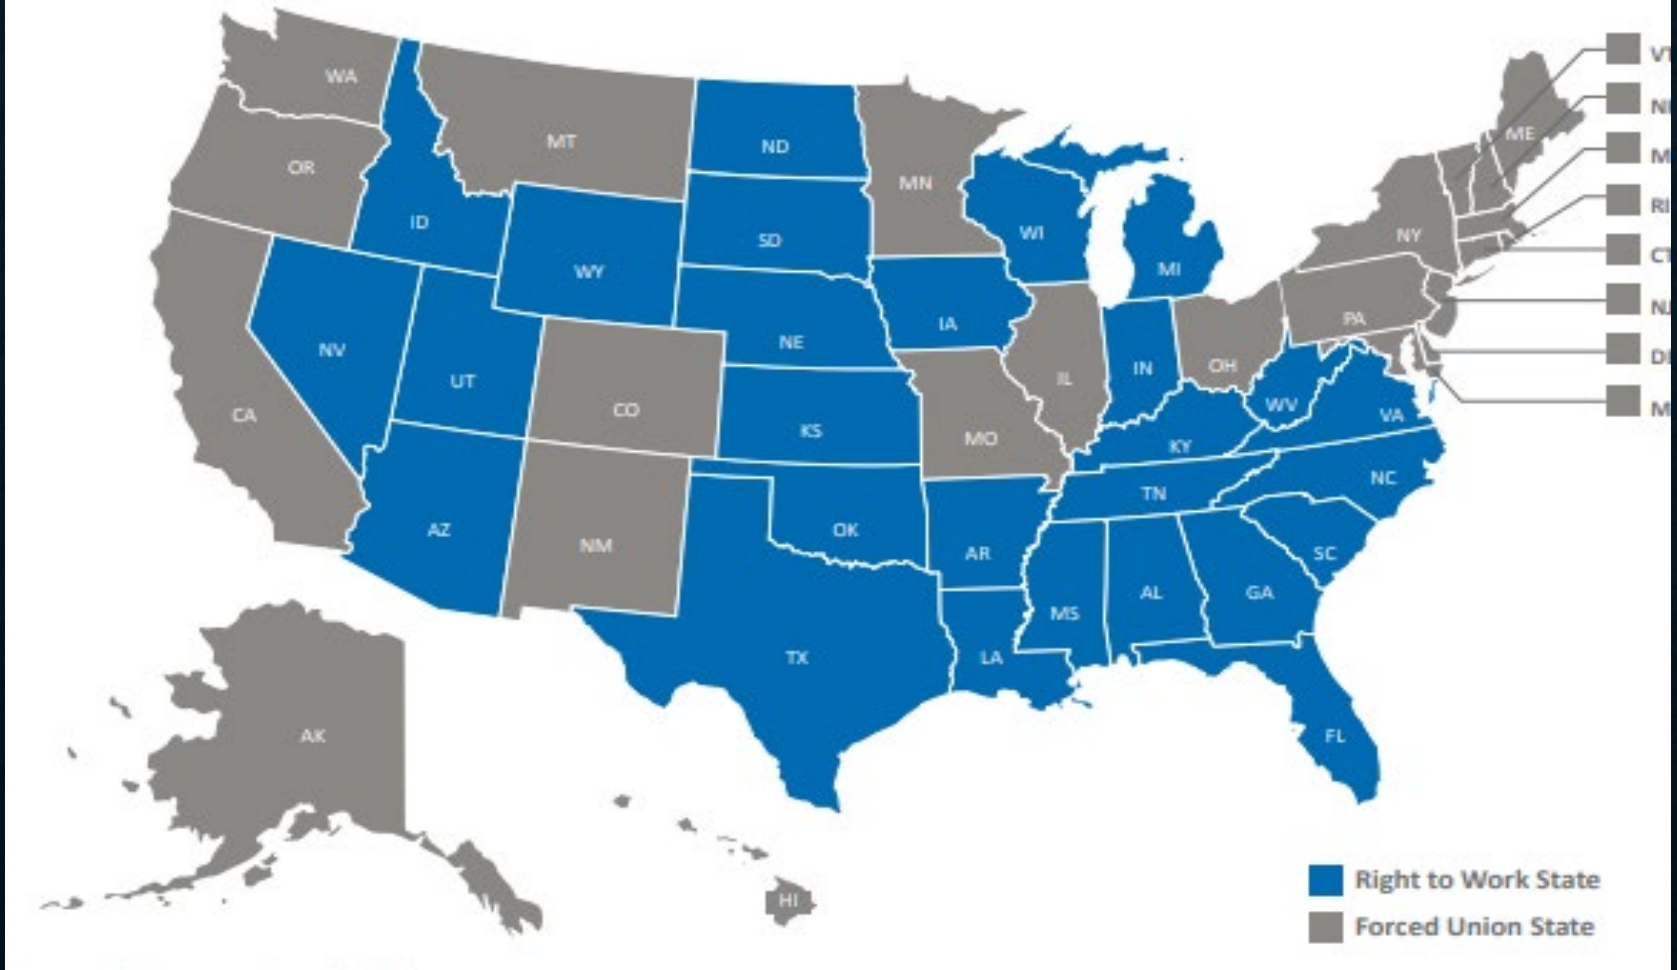 WA
MT
ND
MN
ME
OR
ID
SD
WI
NY
MI
WY
IA
NE
PA
NV
UT
CO
IL
IN
OH
WV
VA
CA
KS
MO
KY
NC
TN
AZ
NM
OK
AR
SC
MS
AL
GA
TX
LA
FL
AK
HI
RI
Right to Work State
Forced Union State